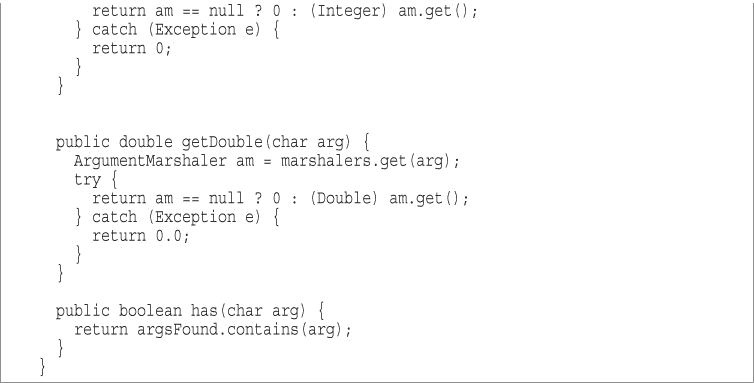 return am == null ? 0 : (Integer) am.get();
} catch (Exception e) {
return 0;
}
}
public double getDouble(char arg) {
ArgumentMarshaler am = marshalers.get(arg);
try {
return am == null ? 0 : (Double) am.get();
} catch (Exception e) {
return 0.0;
}
}
public boolean has(char arg) {
return argsFound.contains(arg);
}
}